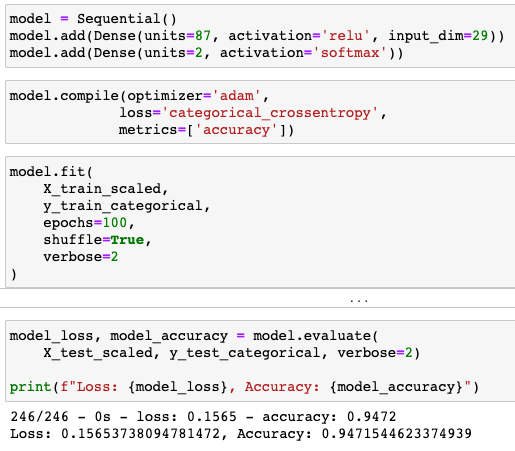 model = Sequential()
model.add(Dense(units=87, activation='relu', input_dim=29))
model.add(Dense(units=2, activation='softmax'))
model.compile(optimizer='adam',
              loss='categorical_crossentropy',
              metrics=['accuracy'])
model.fit(
    X_train_scaled,
    y_train_categorical,
    epochs=100,
    shuffle=True,
    verbose=2
)
...
model_loss, model_accuracy = model.evaluate(
    X_test_scaled, y_test_categorical, verbose=2)
print(f"Loss: {model_loss}, Accuracy: {model_accuracy}")
246/246 - 0s - loss: 0.1565 - accuracy: 0.9472
Loss: 0.15653738094781472, Accuracy: 0.9471544623374939